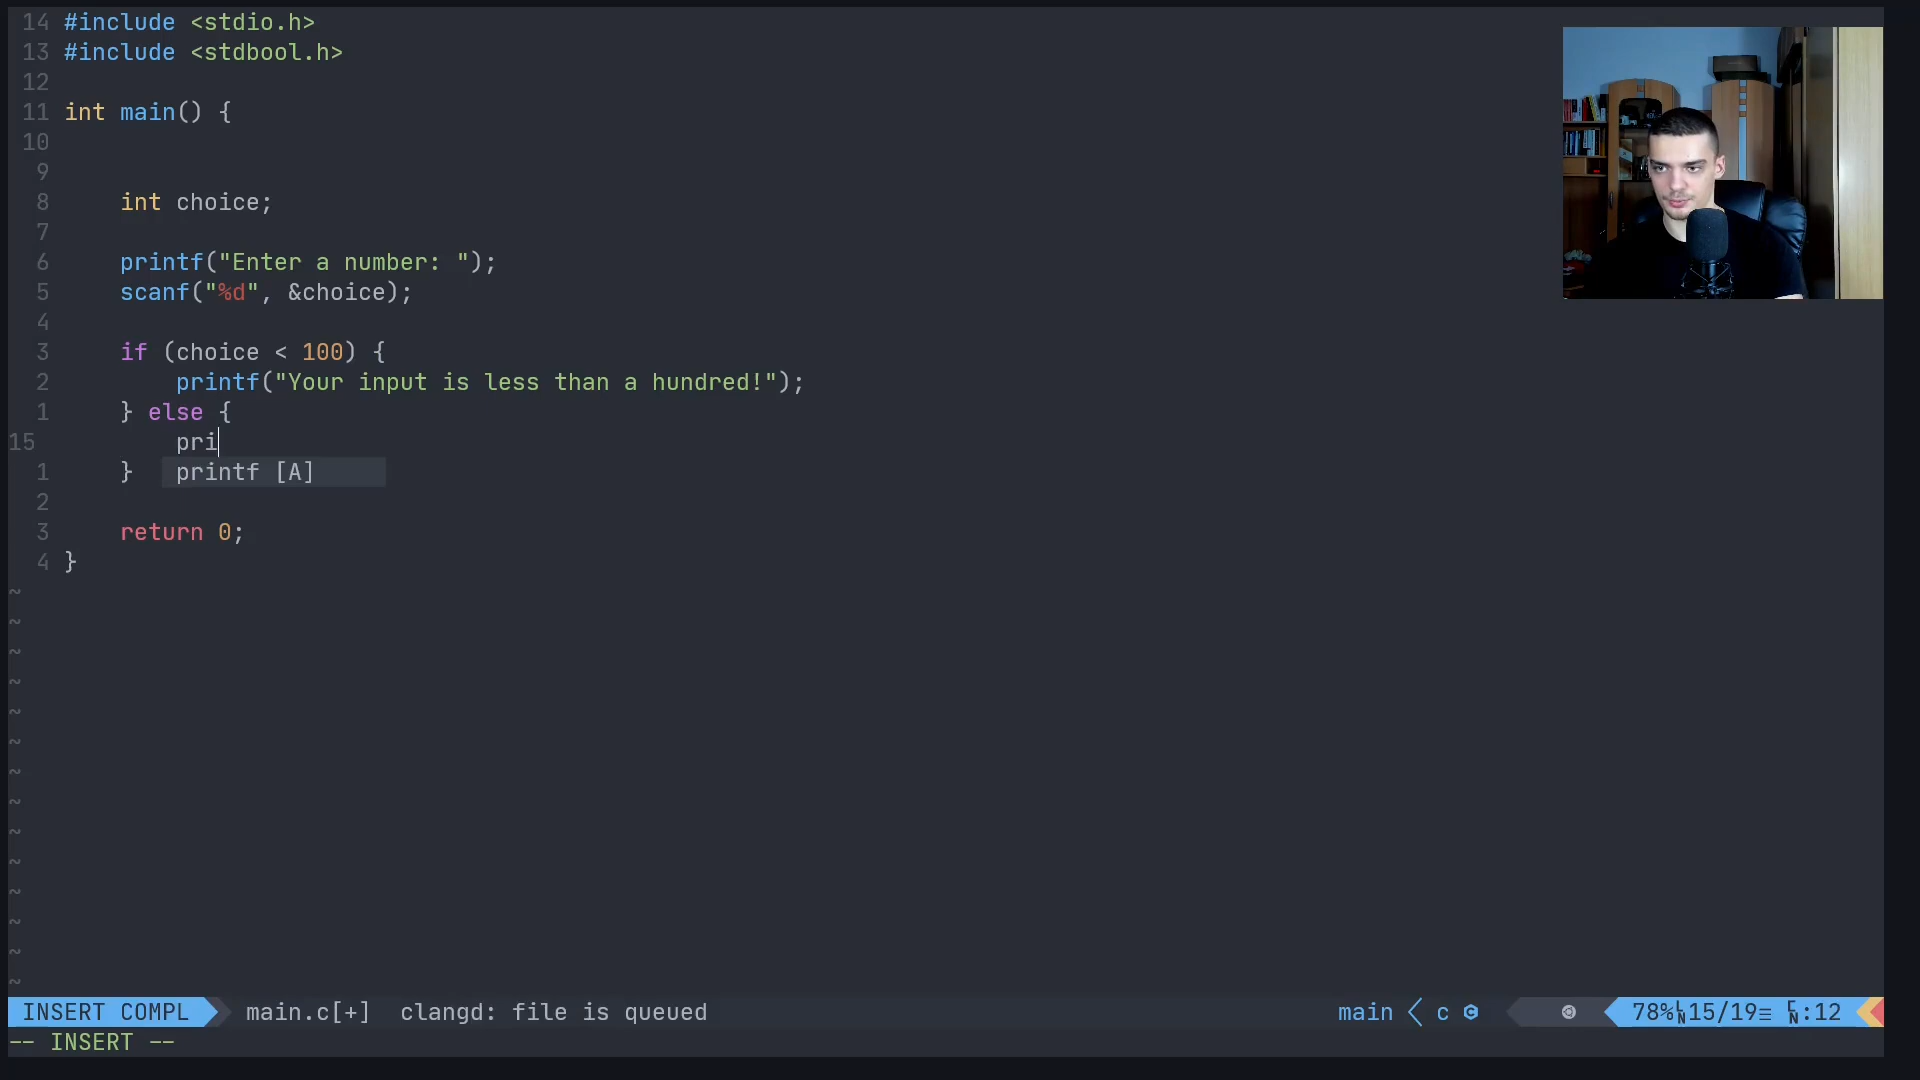 14 #include <stdio.h>
13 #include <stdbool.h>
12
11 int main() {
10
9
8 int choice;
7
6 printf("Enter a number: ");
5 scanf("%d", &choice);
4
3 if (choice < 100) {
2 printf("Your input is less than a hundred!");
1 } else {
15 pri
1 } printf [A]
2
3 return 0;
4 }
~
~
~
~
~
~
~
~
~
~
~
~
~
~
INSERT COMPL main.c[+] clangd: file is queued main c 78% LN 15/19≡ CN:12
-- INSERT --